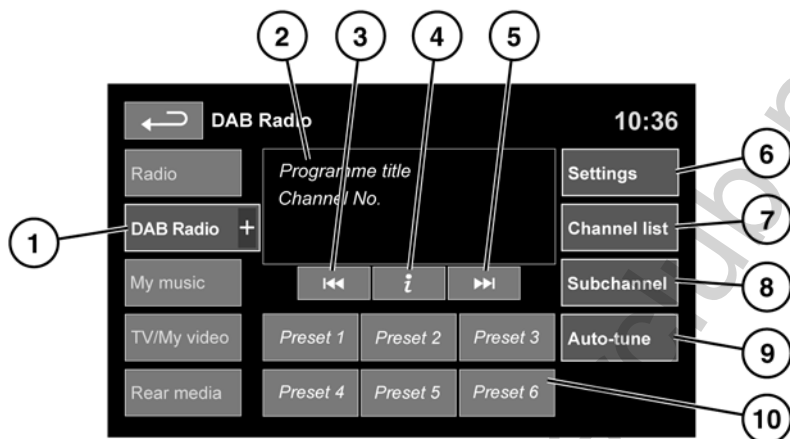 2 3 4 5
DAB Radio 10:36
Radio
Programme title
Channel No.
Settings 6
1 DAB Radio +
Channel list 7
My music
i
Subchannel 8
TV/My video Preset 1 Preset 2 Preset 3 Auto-tune 9
Rear media Preset 4 Preset 5 Preset 6
10